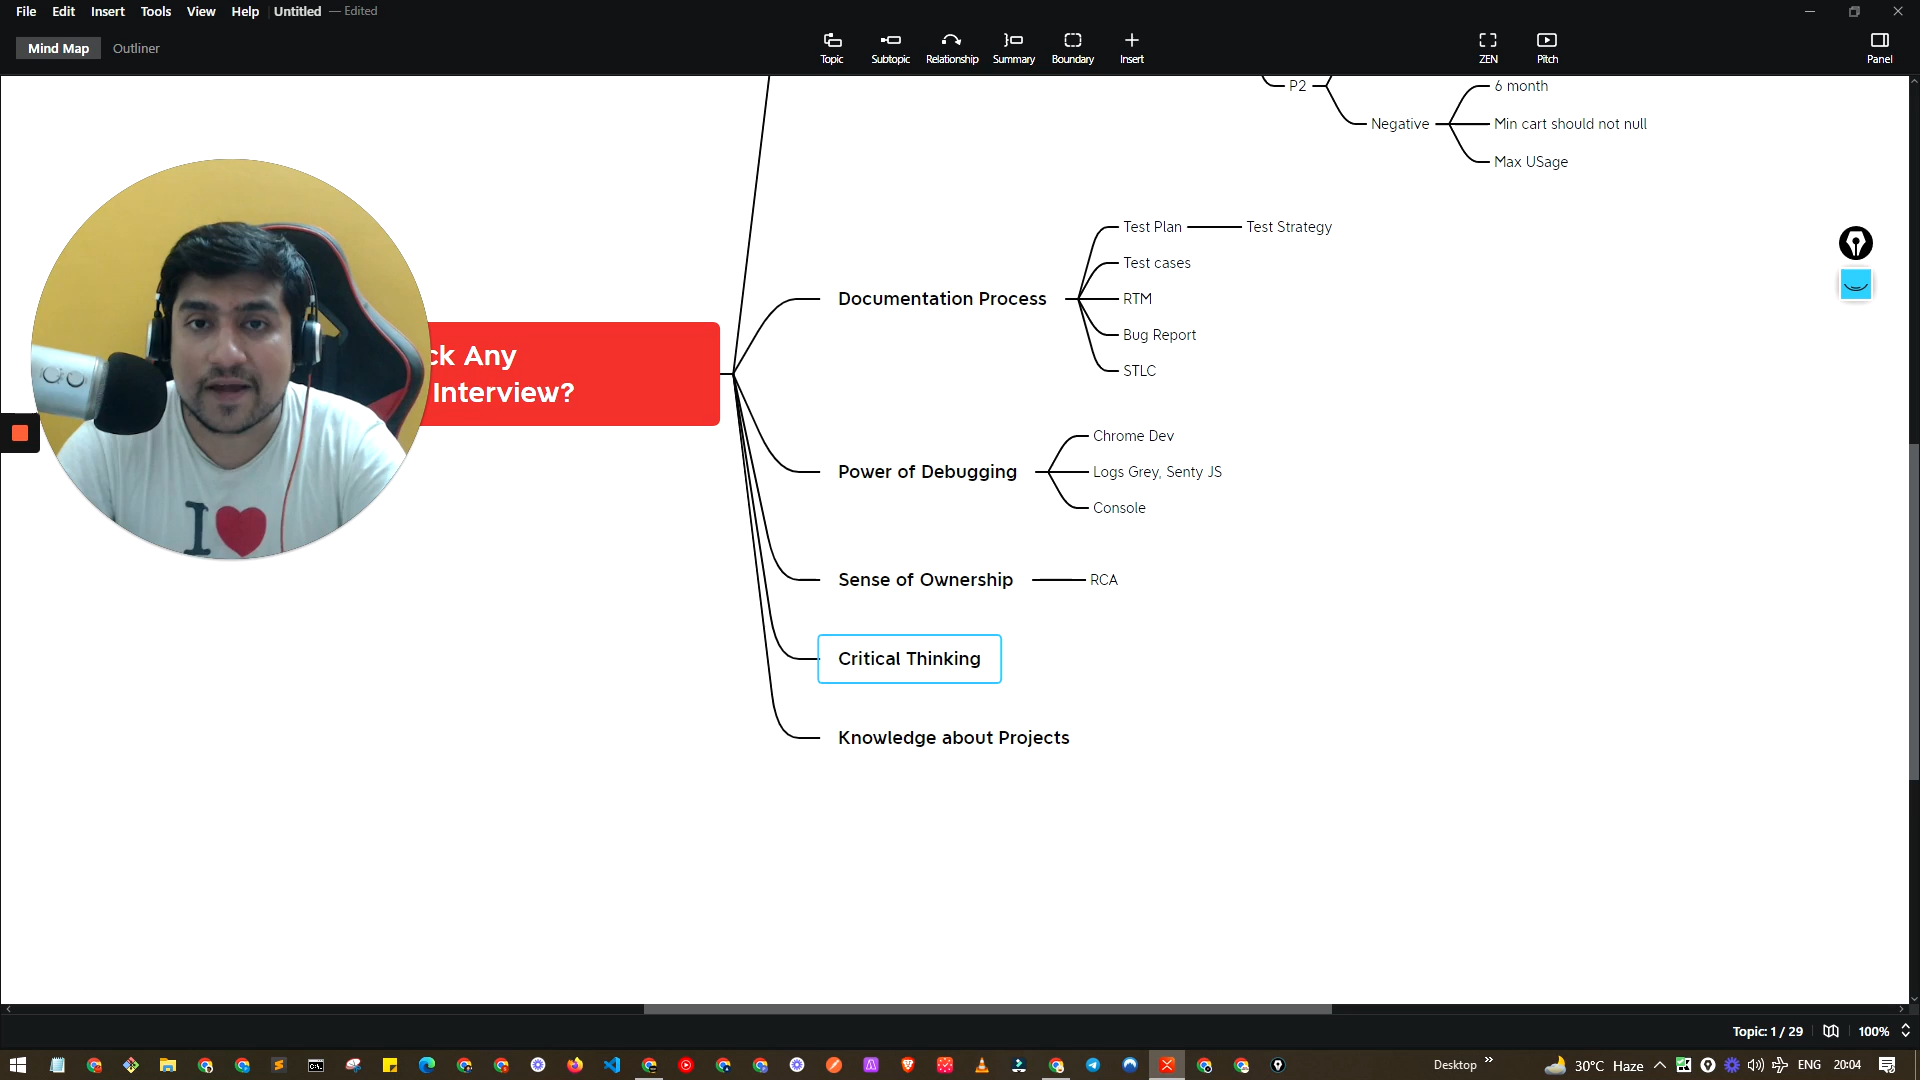 File Edit Insert Tools View Help Untitled — Edited
Mind Map Outliner
Topic Subtopic Relationship Summary Boundary Insert ZEN Pitch Panel
P2
6 month
Negative
Min cart should not null
Max USage
ck Any
Interview?
Documentation Process
Test Plan
Test Strategy
Test cases
RTM
Bug Report
STLC
Power of Debugging
Chrome Dev
Logs Grey, Senty JS
Console
Sense of Ownership
RCA
Critical Thinking
Knowledge about Projects
I
Topic: 1 / 29 100%
Desktop 30°C Haze ENG 20:04